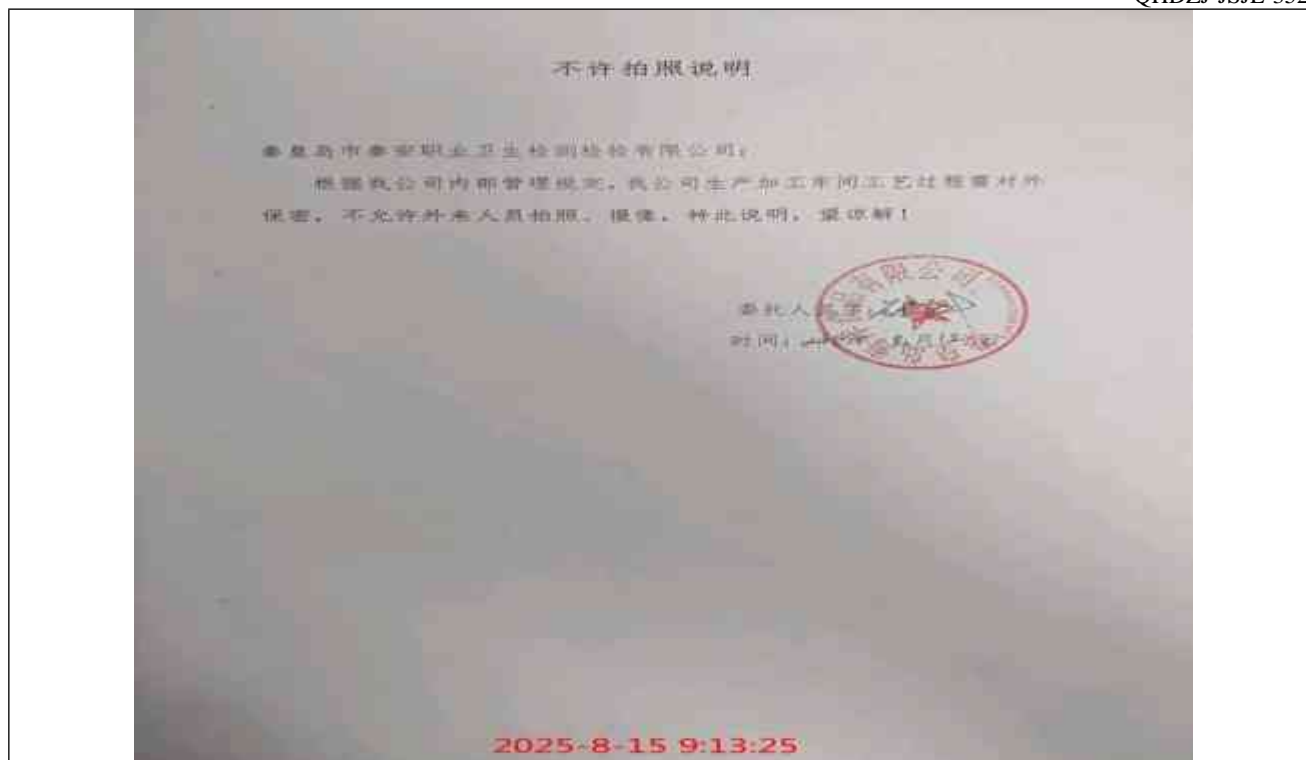 不许拍照说明
秦皇岛市秦安职业卫生检测检验有限公司:
根据我公司内部管理规定,我公司生产加工车间工艺过程需对外
保密,不允许外来人员拍照、摄像,特此说明,望谅解!
有限公司
委托人
时间:
2025-8-15 9:13:25